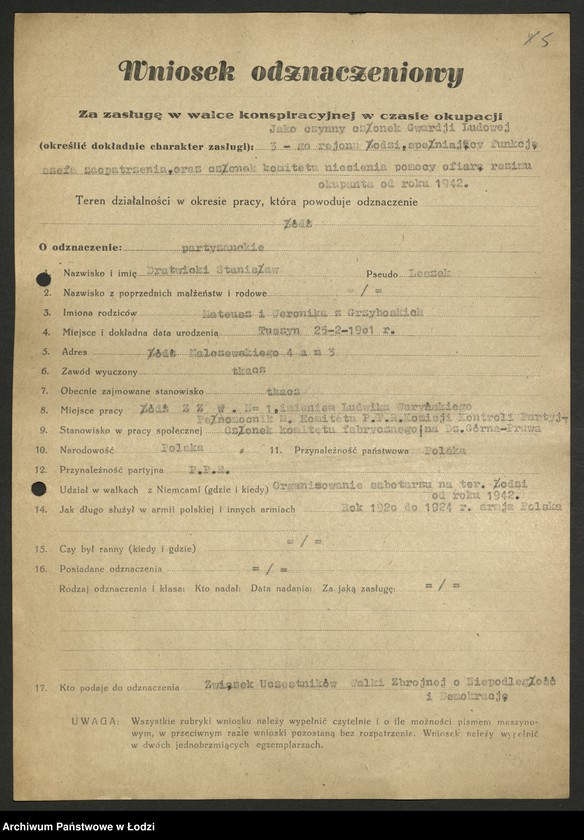 5
Wniosek odznaczeniowy
Za zasługę w walce konspiracyjnej w czasie okupacji
Jako czynny członek Gwardji Ludowej
(określić dokładnie charakter zasługi): 3 - go rejonu Łodzi,spełniający funkcję
szefa zaopatrzenia,oraz członek komitetu niesienia pomocy ofiarą reżimu
okupanta od roku 1942.
Teren działalności w okresie pracy, która powoduje odznaczenie
Łódź
O odznaczenie: partyzanckie
Nazwisko i imię Dratwicki Stanisław Pseudo Leszek
2. Nazwisko z poprzednich małżeństw i rodowe = / =
3. Imiona rodziców Mateusz i Weronika z Grzyboskich
4. Miejsce i dokładna data urodzenia Tuszyn 25-2-1901 r.
5. Adres Łódź Malczewskiego 4 a m 3
6. Zawód wyuczony tkacz
7. Obecnie zajmowane stanowisko tkacz
8. Miejsce pracy Łódź Z Z W . N= 1,imieniem Ludwika Waryńskiego
Pełnomocnik M. Komitetu P.P.R.Komisji Kontroli Partyj-
9. Stanowisko w pracy społecznej Członek komitetu fabrycznego na Dz.Górna-Prawa
10. Narodowość Polska 11. Przynależność państwowa Polska
12. Przynależność partyjna P.P.R.
Udział w walkach z Niemcami (gdzie i kiedy) Organizowanie sabotarzu na ter. Łodzi
od roku 1942.
14. Jak długo służył w armii polskiej i innych armiach Rok 1920 do 1924 r. armja Polska
15. Czy był ranny (kiedy i gdzie) = / =
16. Posiadane odznaczenia = / =
Rodzaj odznaczenia i klasa: Kto nadał: Data nadania: Za jaką zasługę: = / =
17. Kto podaje do odznaczenia Związek Uczestników Walki Zbrojnej o Niepodległość
i Demokrację
UWAGA: Wszystkie rubryki wniosku należy wypełnić czytelnie i o ile możności pismem maszyno-
wym, w przeciwnym razie wnioski pozostaną bez rozpatrzenia. Wniosek należy wypełnić
w dwóch jednobrzmiących egzemplarzach.
Archiwum Państwowe w Łodzi